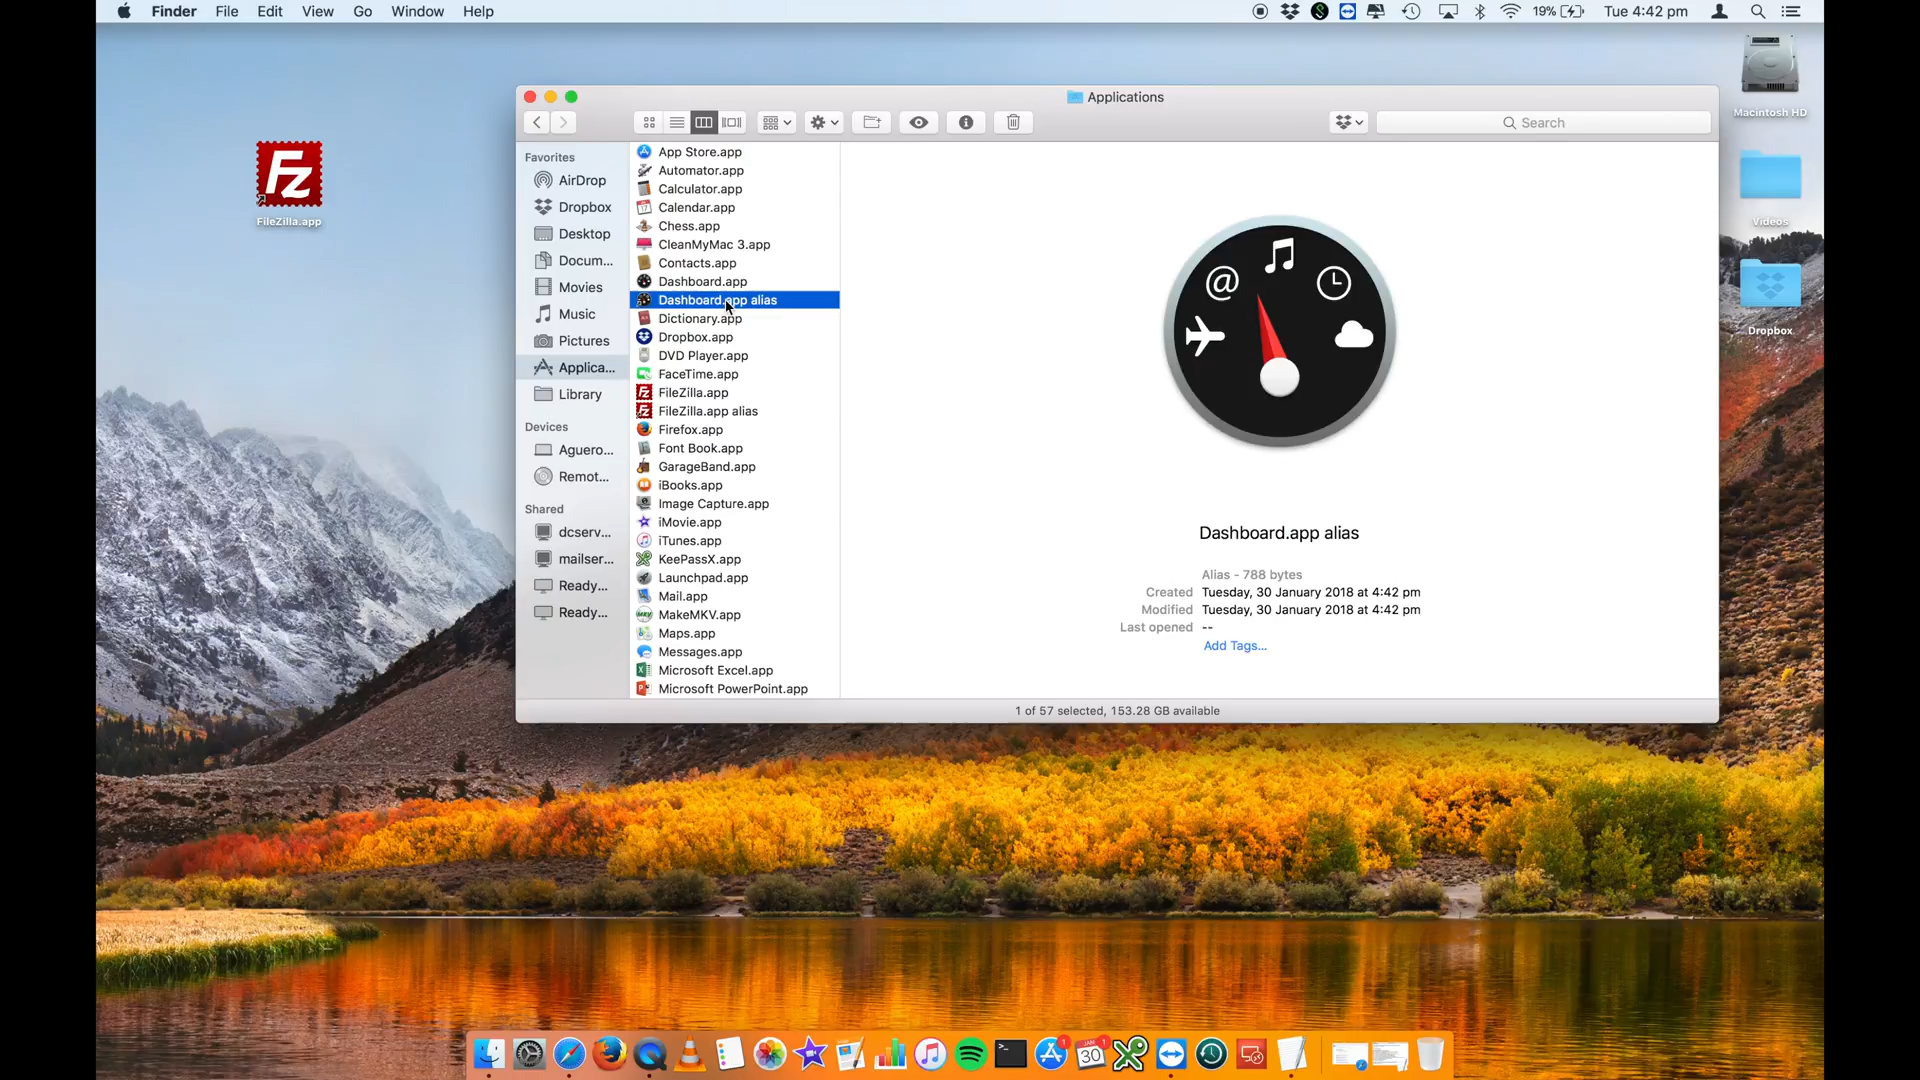 Finder File Edit View Go Window Help
19% Tue 4:42 pm
Applications
Search
Macintosh HD
Videos
Dropbox
FileZilla.app
Favorites
AirDrop
Dropbox
Desktop
Docum...
Movies
Music
Pictures
Applica...
Library
Devices
Aguero...
Remot...
Shared
dcserv...
mailser...
Ready...
Ready...
App Store.app
Automator.app
Calculator.app
Calendar.app
Chess.app
CleanMyMac 3.app
Contacts.app
Dashboard.app
Dashboard.app alias
Dictionary.app
Dropbox.app
DVD Player.app
FaceTime.app
FileZilla.app
FileZilla.app alias
Firefox.app
Font Book.app
GarageBand.app
iBooks.app
Image Capture.app
iMovie.app
iTunes.app
KeePassX.app
Launchpad.app
Mail.app
MakeMKV.app
Maps.app
Messages.app
Microsoft Excel.app
Microsoft PowerPoint.app
Dashboard.app alias
Alias - 788 bytes
Created Tuesday, 30 January 2018 at 4:42 pm
Modified Tuesday, 30 January 2018 at 4:42 pm
Last opened --
Add Tags...
1 of 57 selected, 153.28 GB available
JAN
30